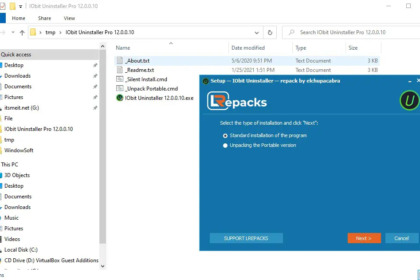 IObit Uninstaller Pro 12.0.0.10
Home
Share
View
tmp
IObit Uninstaller Pro 12.0.0.10
Search IObit Uninstaller Pro 12.0.0.10
Name
Date modified
Type
Size
Quick access
Desktop
Downloads
Documents
Pictures
itsmeit.net (G:)
IObit Uninstaller Pro 12.0.0.10
Desktop
tmp
WindowSoft
This PC
3D Objects
Desktop
Documents
Downloads
Music
Pictures
Videos
Local Disk (C:)
CD Drive (D:) VirtualBox Guest Additions
_About.txt
5/6/2020 9:51 PM
Text Document
3 KB
_Readme.txt
1/25/2021 1:51 PM
Text Document
3 KB
_Silent Install.cmd
_Unpack Portable.cmd
IObit Uninstaller 12.0.0.10.exe
Setup — IObit Uninstaller — repack by elchupacabra
LRepacks
Select the type of installation and click "Next":
Standard installation of the program
Unpacking the Portable version
SUPPORT LREPACKS
Next >
Cancel